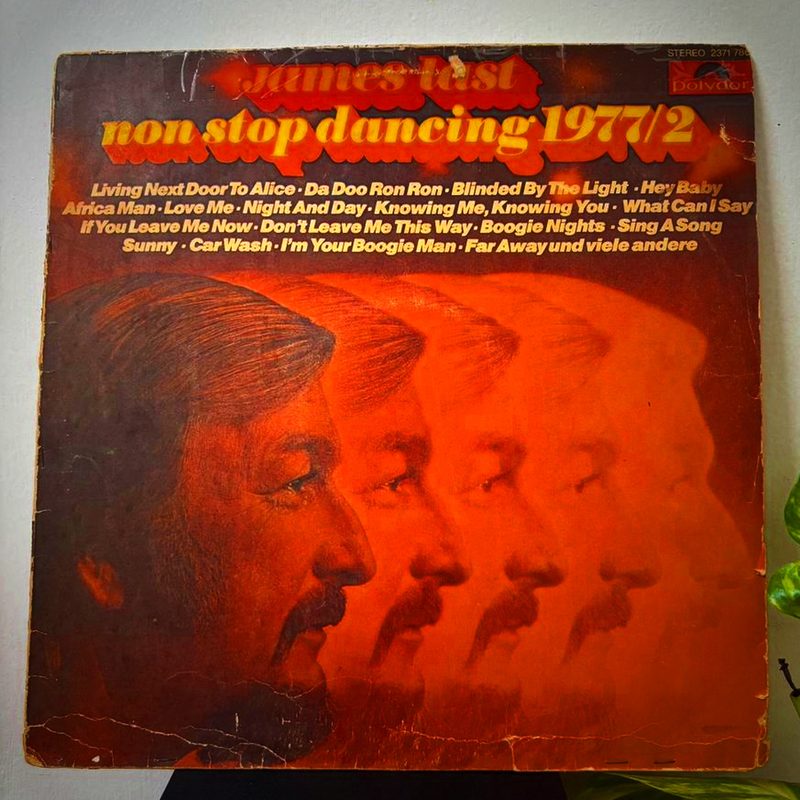 STEREO 2371 786
Polydor
James last
non stop dancing 1977/2
Living Next Door To Alice · Da Doo Ron Ron · Blinded By The Light · Hey Baby
Africa Man · Love Me · Night And Day · Knowing Me, Knowing You · What Can I Say
If You Leave Me Now · Don't Leave Me This Way · Boogie Nights · Sing A Song
Sunny · Car Wash · I'm Your Boogie Man · Far Away und viele andere